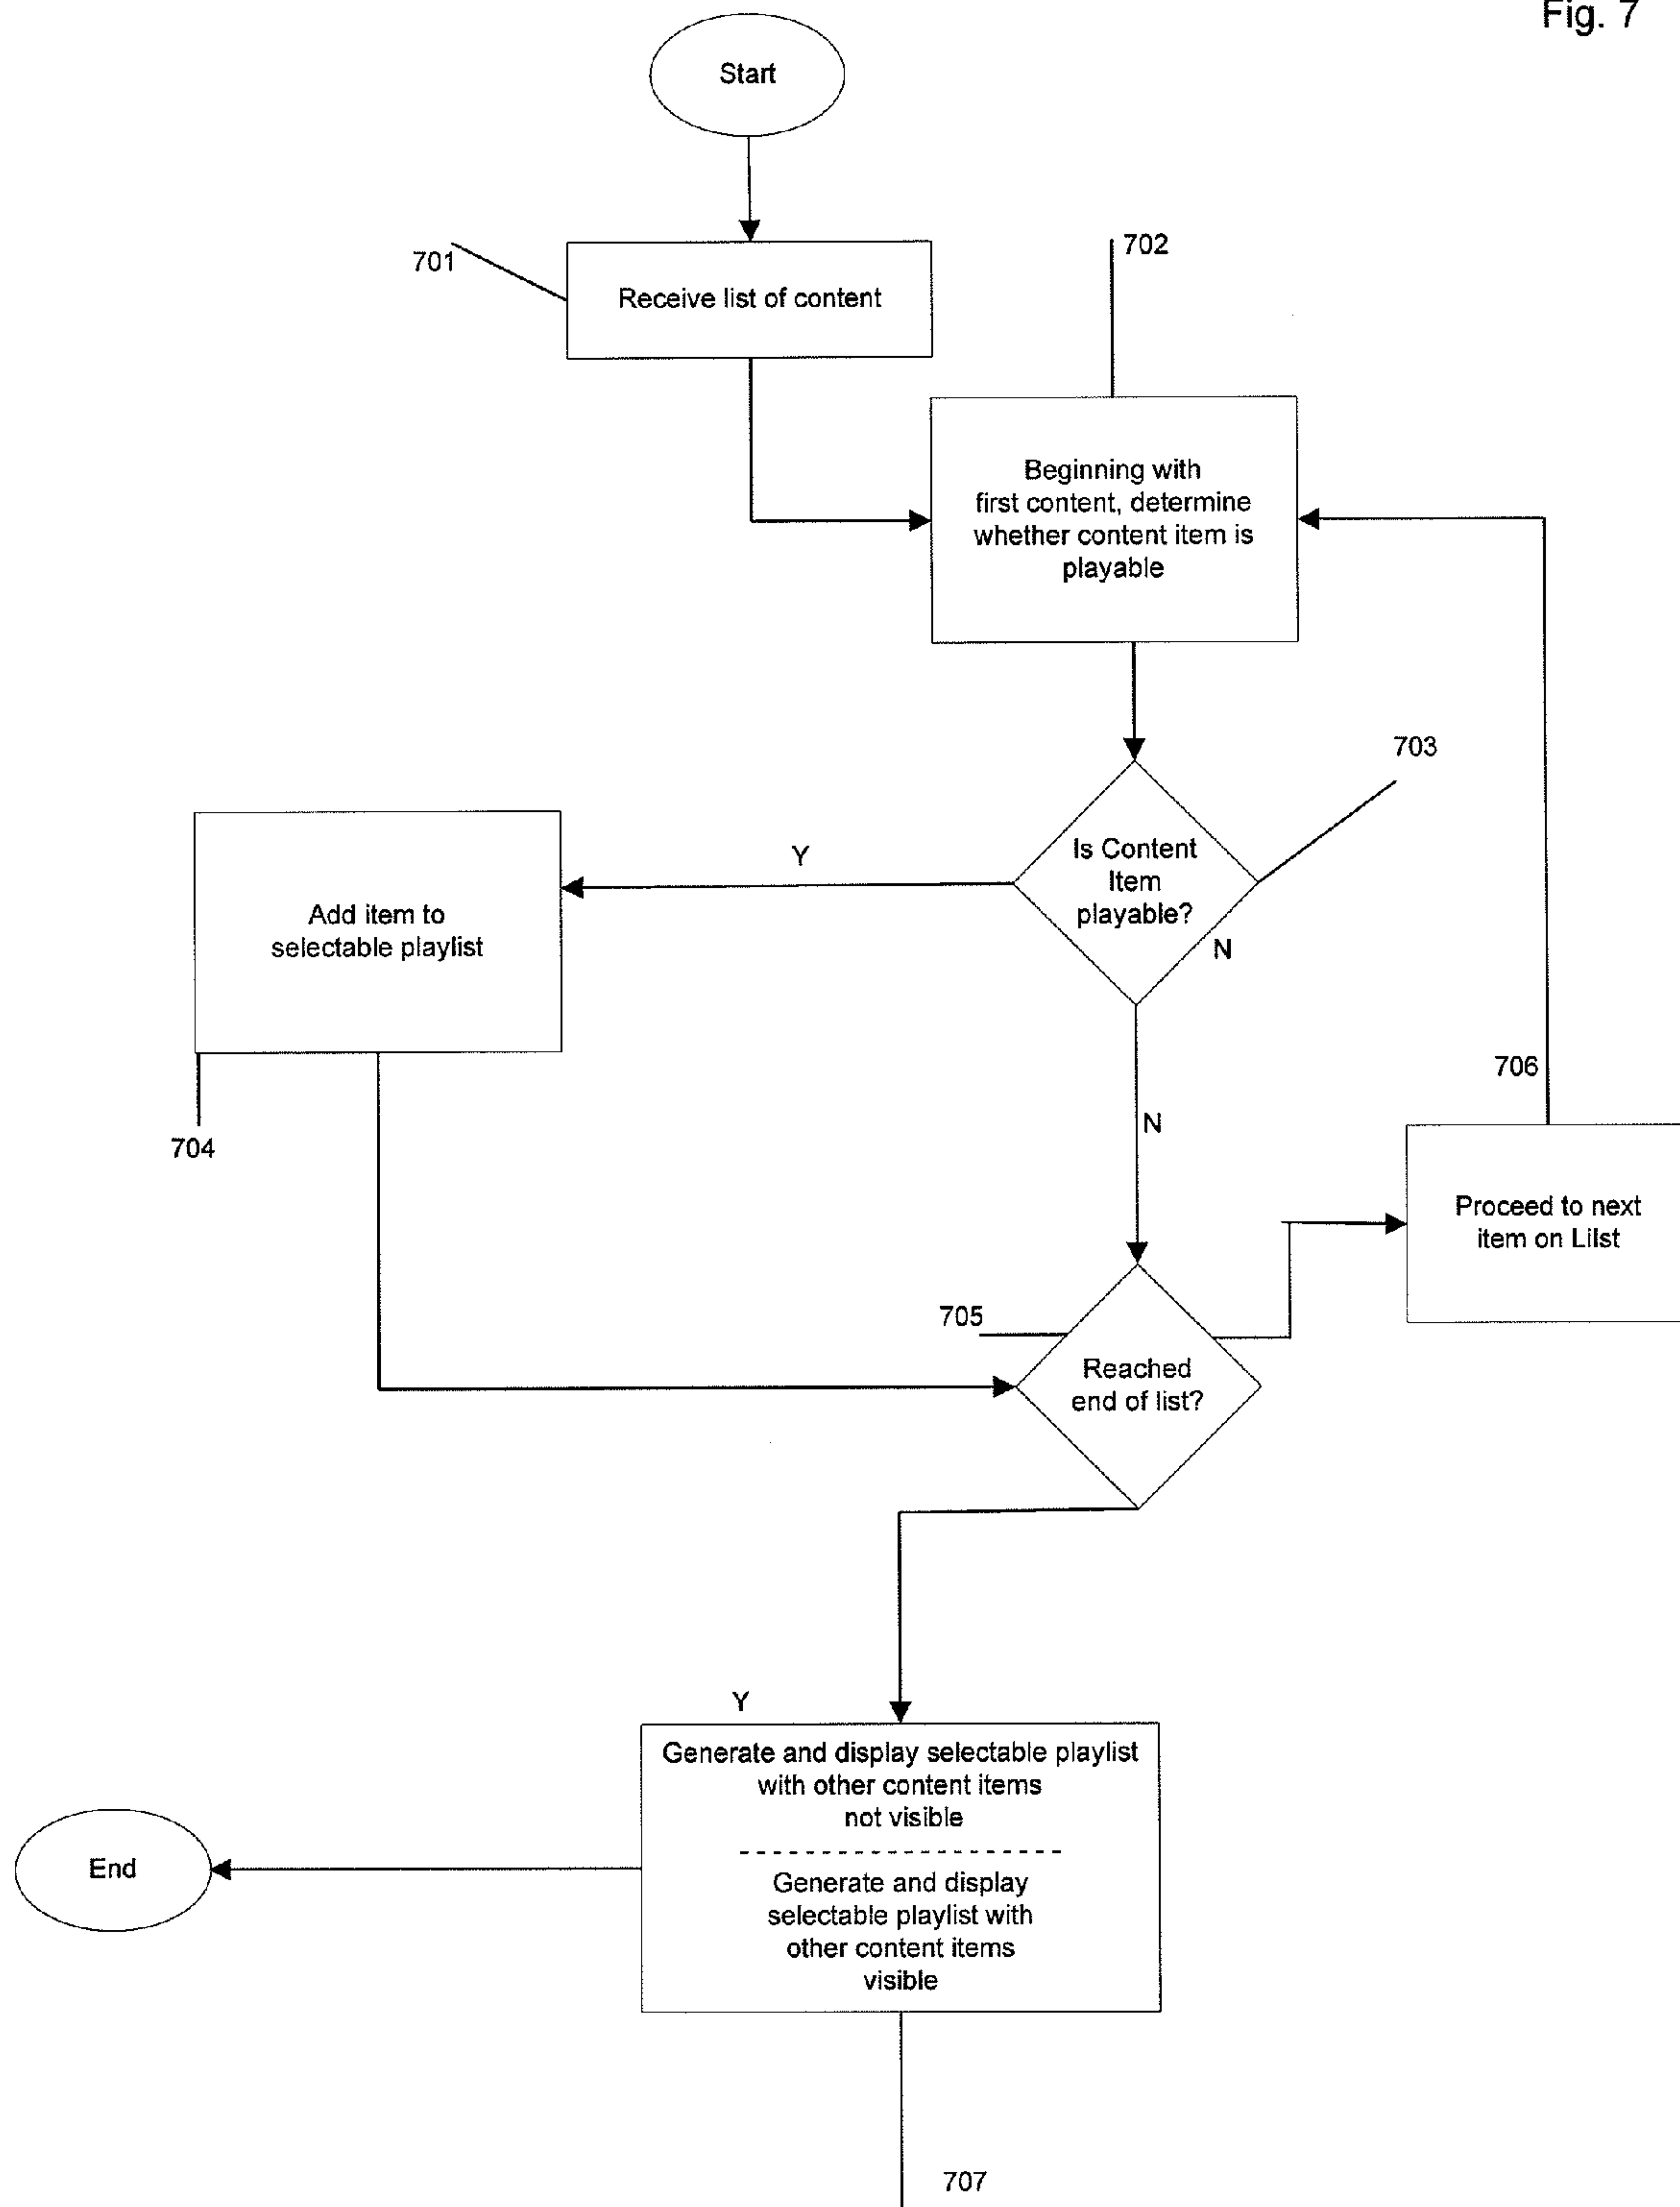 Fig. 7
Start
701
Receive list of content
702
Beginning with
first content, determine
whether content item is
playable
703
Is Content
Item
playable?
Y
N
Add item to
selectable playlist
704
N
706
Proceed to next
item on Lilst
705
Reached
end of list?
Y
Generate and display selectable playlist
with other content items
not visible
Generate and display
selectable playlist with
other content items
visible
End
707